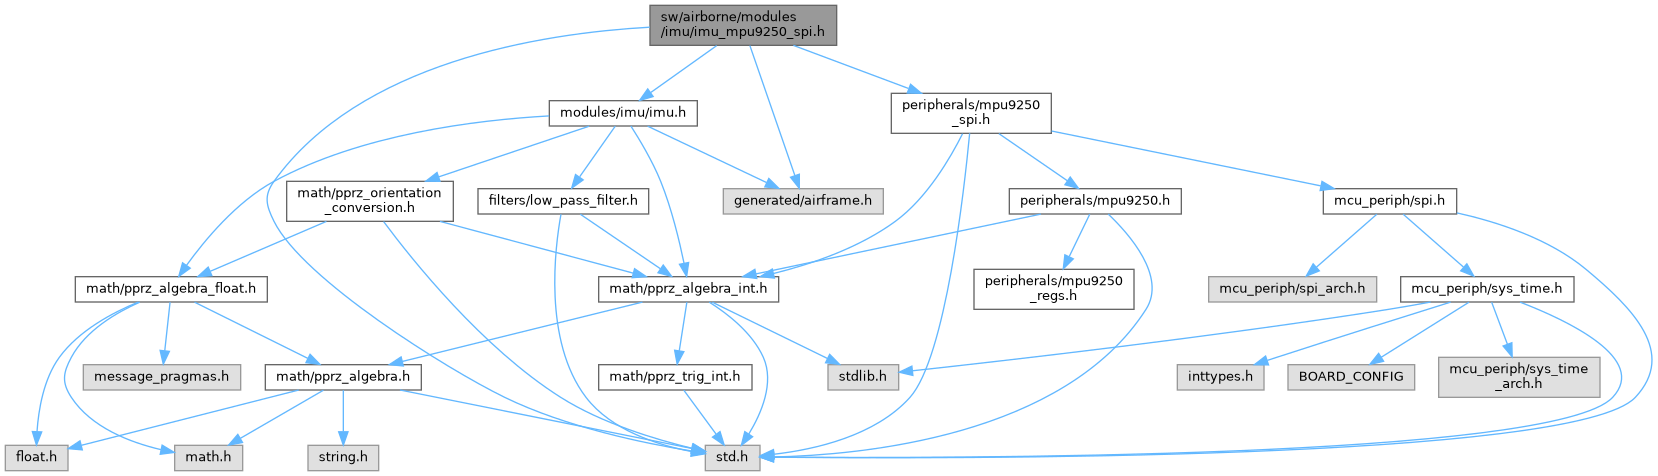 sw/airborne/modules
/imu/imu_mpu9250_spi.h
modules/imu/imu.h
peripherals/mpu9250
_spi.h
math/pprz_orientation
_conversion.h
filters/low_pass_filter.h
generated/airframe.h
peripherals/mpu9250.h
mcu_periph/spi.h
math/pprz_algebra_float.h
math/pprz_algebra_int.h
peripherals/mpu9250
_regs.h
mcu_periph/spi_arch.h
mcu_periph/sys_time.h
message_pragmas.h
math/pprz_algebra.h
math/pprz_trig_int.h
stdlib.h
inttypes.h
BOARD_CONFIG
mcu_periph/sys_time
_arch.h
float.h
math.h
string.h
std.h